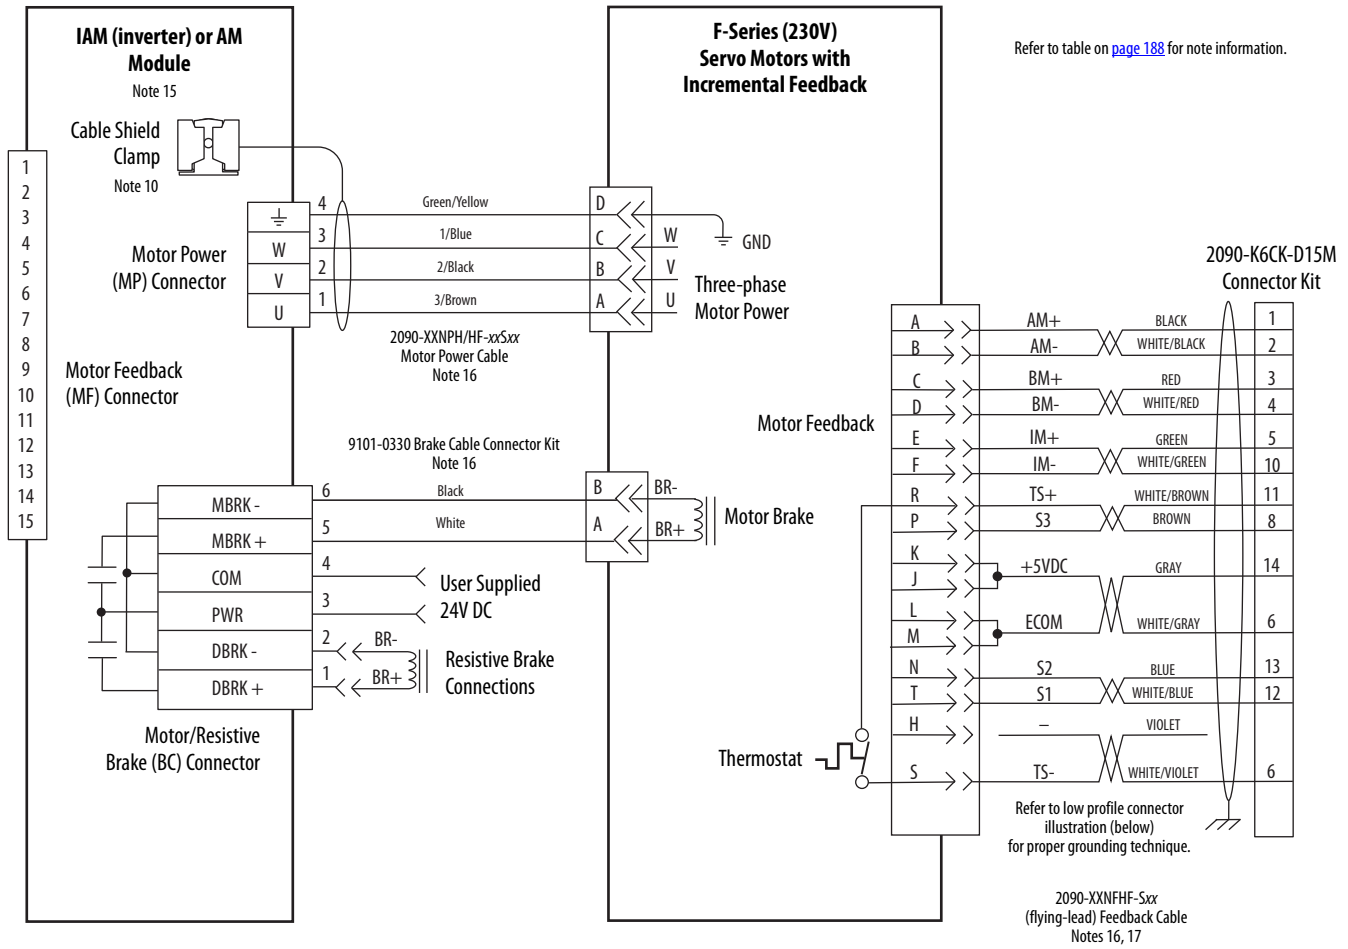 IAM (inverter) or AM
Module
Note 15
Cable Shield
Clamp
Note 10
1
2
3
4
5
6
7
8
9
10
11
12
13
14
15
Motor Feedback
(MF) Connector
Motor Power
(MP) Connector
W
V
U
4
3
2
1
Green/Yellow
1/Blue
2/Black
3/Brown
2090-XXNPH/HF-xxSxx
Motor Power Cable
Note 16
9101-0330 Brake Cable Connector Kit
Note 16
MBRK -
MBRK +
COM
PWR
DBRK -
DBRK +
6
5
4
3
2
1
Black
White
User Supplied
24V DC
BR-
BR+
Resistive Brake
Connections
Motor/Resistive
Brake (BC) Connector
F-Series (230V)
Servo Motors with
Incremental Feedback
D
C
B
A
W
V
U
GND
Three-phase
Motor Power
B
A
BR-
BR+
Motor Brake
Motor Feedback
Thermostat
Refer to table on page 188 for note information.
2090-K6CK-D15M
Connector Kit
A AM+ BLACK 1
B AM- WHITE/BLACK 2
C BM+ RED 3
D BM- WHITE/RED 4
E IM+ GREEN 5
F IM- WHITE/GREEN 10
R TS+ WHITE/BROWN 11
P S3 BROWN 8
K
+5VDC GRAY 14
J
L
ECOM WHITE/GRAY 6
M
N S2 BLUE 13
T S1 WHITE/BLUE 12
H – VIOLET
S TS- WHITE/VIOLET 6
Refer to low profile connector
illustration (below)
for proper grounding technique.
2090-XXNFHF-Sxx
(flying-lead) Feedback Cable
Notes 16, 17